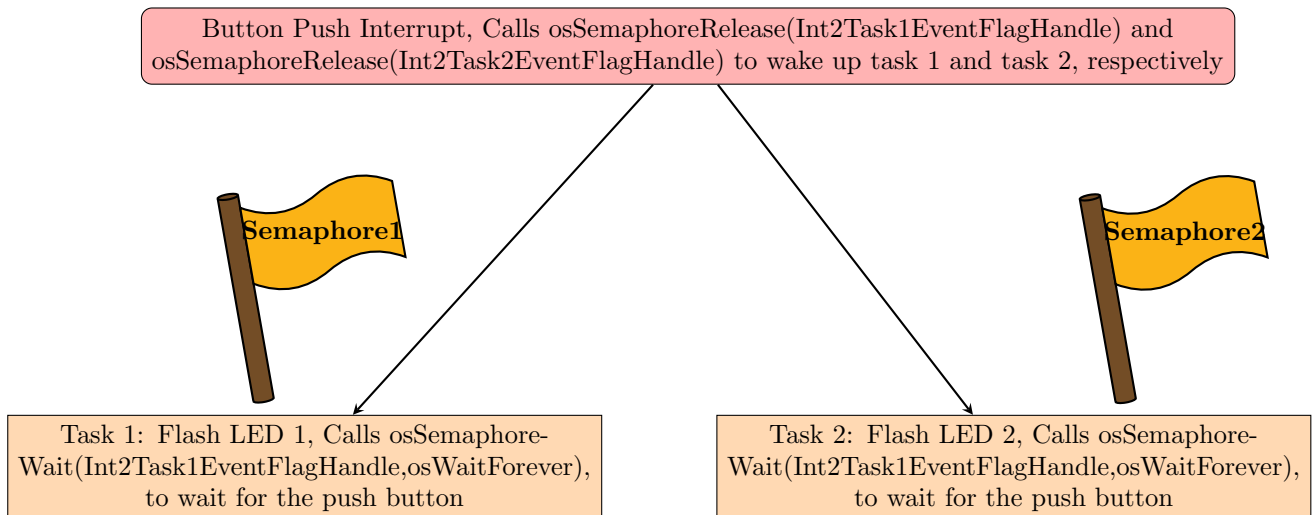 Button Push Interrupt, Calls osSemaphoreRelease(Int2Task1EventFlagHandle) and
osSemaphoreRelease(Int2Task2EventFlagHandle) to wake up task 1 and task 2, respectively
Semaphore1
Semaphore2
Task 1: Flash LED 1, Calls osSemaphore-
Wait(Int2Task1EventFlagHandle,osWaitForever),
to wait for the push button
Task 2: Flash LED 2, Calls osSemaphore-
Wait(Int2Task1EventFlagHandle,osWaitForever),
to wait for the push button